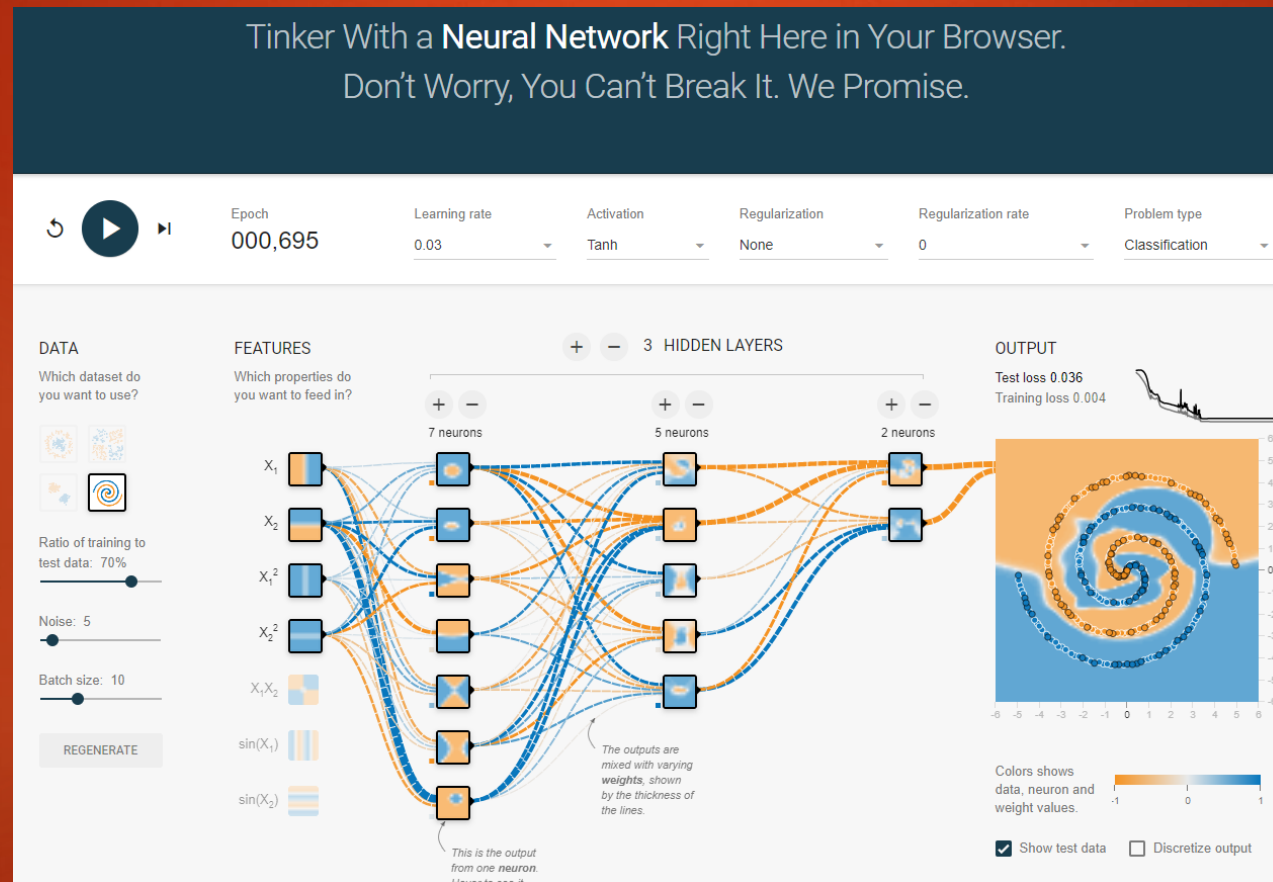 Tinker With a Neural Network Right Here in Your Browser.
Don't Worry, You Can't Break It. We Promise.
Epoch
000,695
Learning rate
0.03
Activation
Tanh
Regularization
None
Regularization rate
0
Problem type
Classification
DATA
Which dataset do
you want to use?
Ratio of training to
test data: 70%
Noise: 5
Batch size: 10
REGENERATE
FEATURES
Which properties do
you want to feed in?
X₁
X₂
X₁²
X₂²
X₁X₂
sin(X₁)
sin(X₂)
+ − 3 HIDDEN LAYERS
+ −
7 neurons
+ −
5 neurons
+ −
2 neurons
The outputs are
mixed with varying
weights, shown
by the thickness of
the lines.
This is the output
from one neuron.
Hover to see it
OUTPUT
Test loss 0.036
Training loss 0.004
-6 -5 -4 -3 -2 -1 0 1 2 3 4 5 6
Colors shows
data, neuron and
weight values.
-1 0 1
Show test data
Discretize output